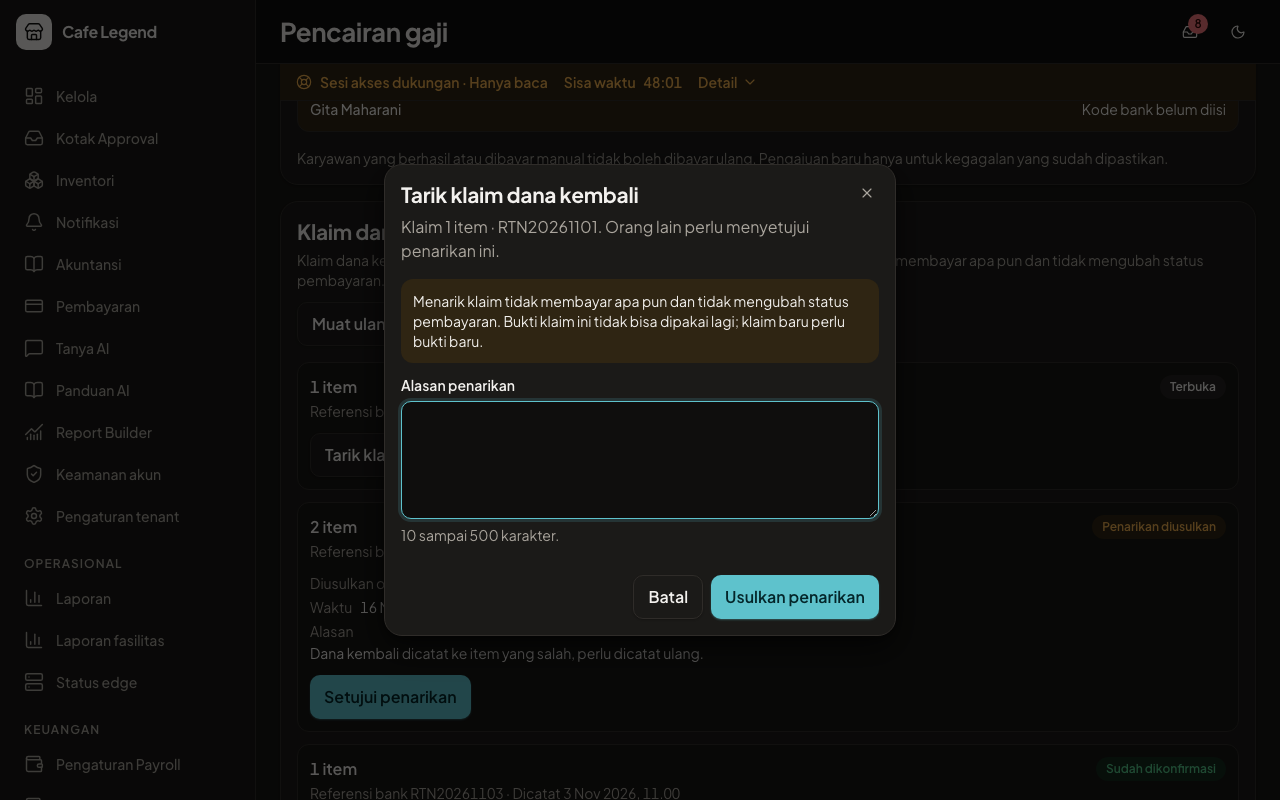 Cafe Legend
Kelola
Kotak Approval
Inventori
Notifikasi
Akuntansi
Pembayaran
Tanya AI
Panduan AI
Report Builder
Keamanan akun
Pengaturan tenant
OPERASIONAL
Laporan
Laporan fasilitas
Status edge
KEUANGAN
Pengaturan Payroll
Pencairan gaji
8
Sesi akses dukungan · Hanya baca Sisa waktu 48:01 Detail
Gita Maharani Kode bank belum diisi
Karyawan yang berhasil atau dibayar manual tidak boleh dibayar ulang. Pengajuan baru hanya untuk kegagalan yang sudah dipastikan.
Tarik klaim dana kembali
Klaim 1 item · RTN20261101. Orang lain perlu menyetujui
penarikan ini.
Menarik klaim tidak membayar apa pun dan tidak mengubah status
pembayaran. Bukti klaim ini tidak bisa dipakai lagi; klaim baru perlu
bukti baru.
Alasan penarikan
10 sampai 500 karakter.
Batal Usulkan penarikan
Klaim
Klaim dana membayar apa pun dan tidak mengubah status
pembayaran.
Muat
1 item Terbuka
Referensi
Tarik
2 item Penarikan diusulkan
Referensi
Diusulkan
Waktu 16
Alasan
Dana kembali dicatat ke item yang salah, perlu dicatat ulang.
Setujui penarikan
1 item Sudah dikonfirmasi
Referensi bank RTN20261103 · Dicatat 3 Nov 2026, 11.00